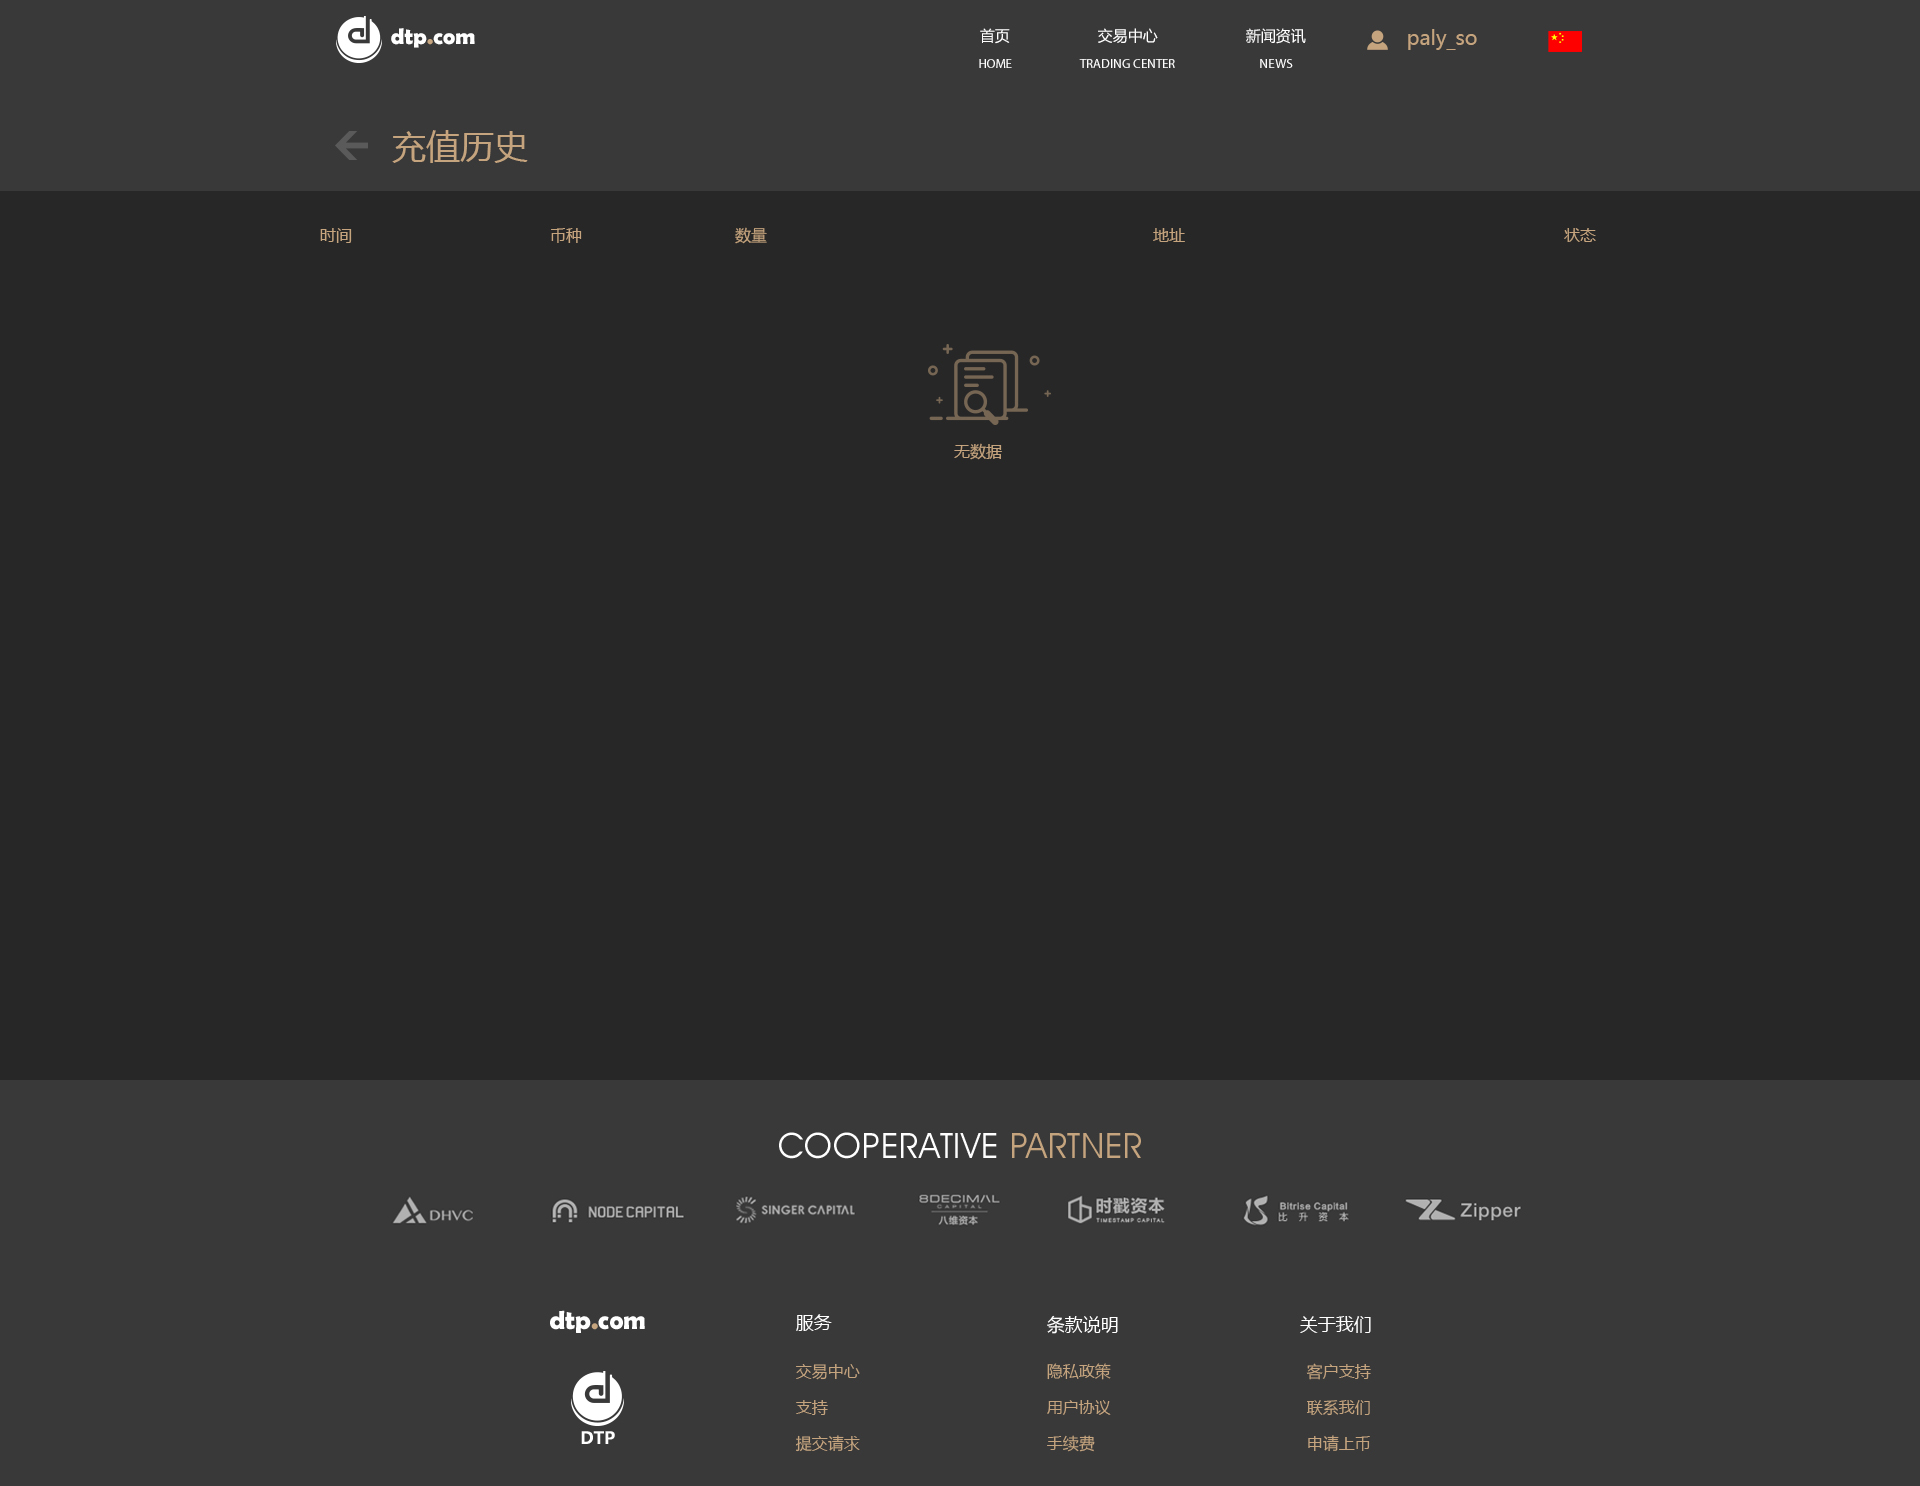 dtp.com
首页 交易中心 新闻资讯 paly_so
HOME TRADING CENTER NEWS
充值历史
时间 币种 数量 地址 状态
无数据
COOPERATIVE PARTNER
DHVC
NODE CAPITAL
SINGER CAPITAL
8DECIMAL
CAPITAL
八维资本
时戳资本
TIMESTAMP CAPITAL
Bitrise Capital
比升资本
Zipper
dtp.com
DTP
服务
交易中心
支持
提交请求
条款说明
隐私政策
用户协议
手续费
关于我们
客户支持
联系我们
申请上币